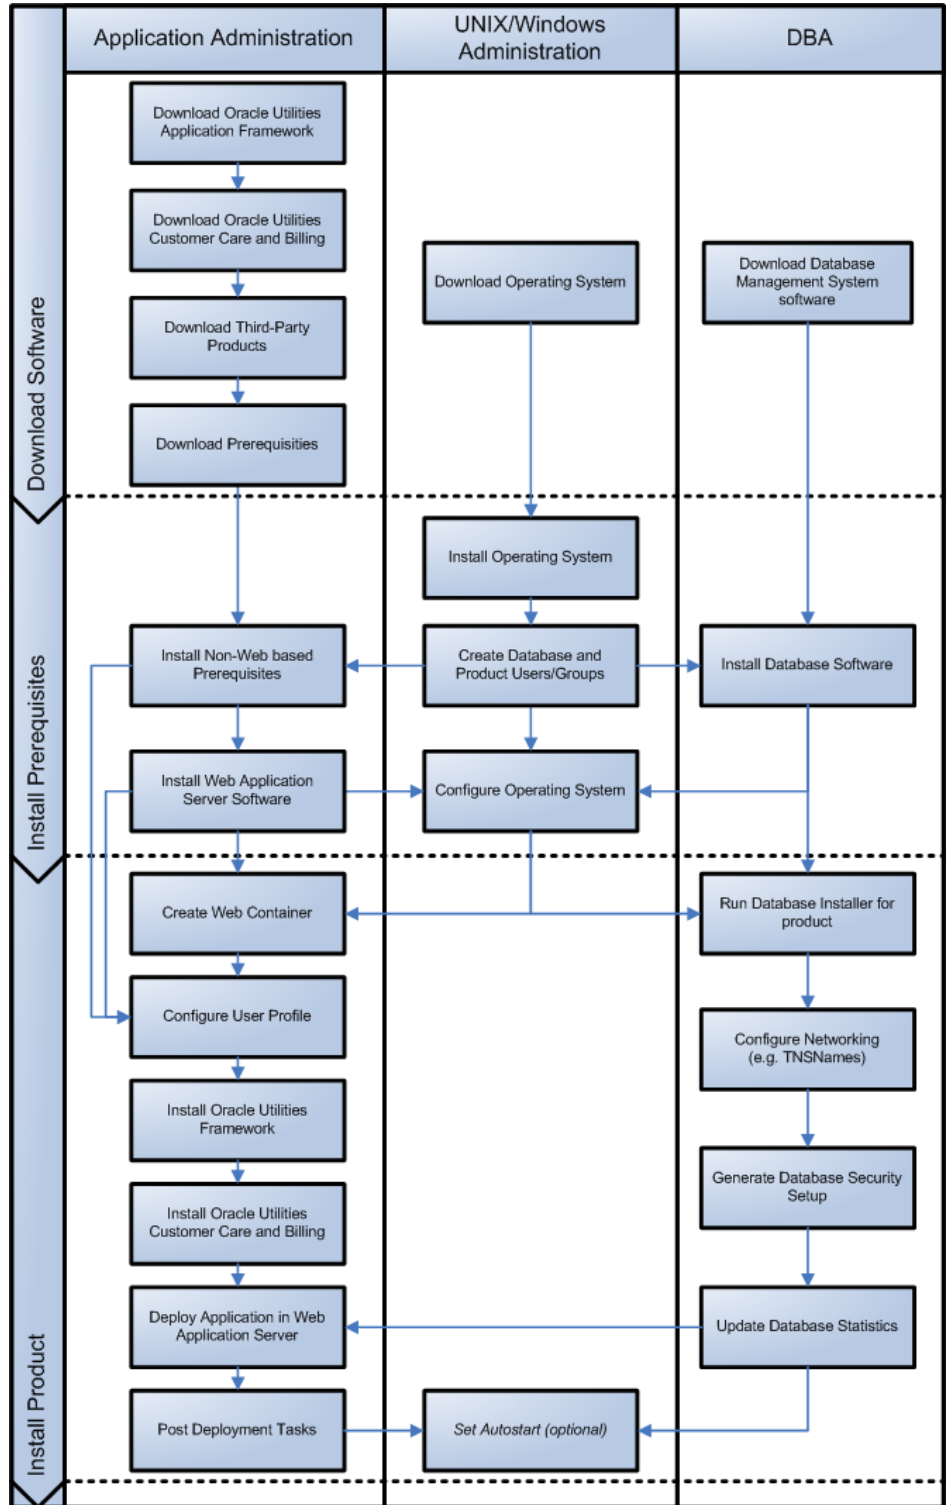 Application Administration
UNIX/Windows
Administration
DBA
Download Software
Download Oracle Utilities
Application Framework
Download Oracle Utilities
Customer Care and Billing
Download Operating System
Download Database
Management System
software
Download Third-Party
Products
Download Prerequisities
Install Prerequisites
Install Operating System
Install Non-Web based
Prerequisites
Create Database and
Product Users/Groups
Install Database Software
Install Web Application
Server Software
Configure Operating System
Install Product
Create Web Container
Run Database Installer for
product
Configure User Profile
Configure Networking
(e.g. TNSNames)
Install Oracle Utilities
Framework
Generate Database Security
Setup
Install Oracle Utilities
Customer Care and Billing
Deploy Application in Web
Application Server
Update Database Statistics
Post Deployment Tasks
Set Autostart (optional)